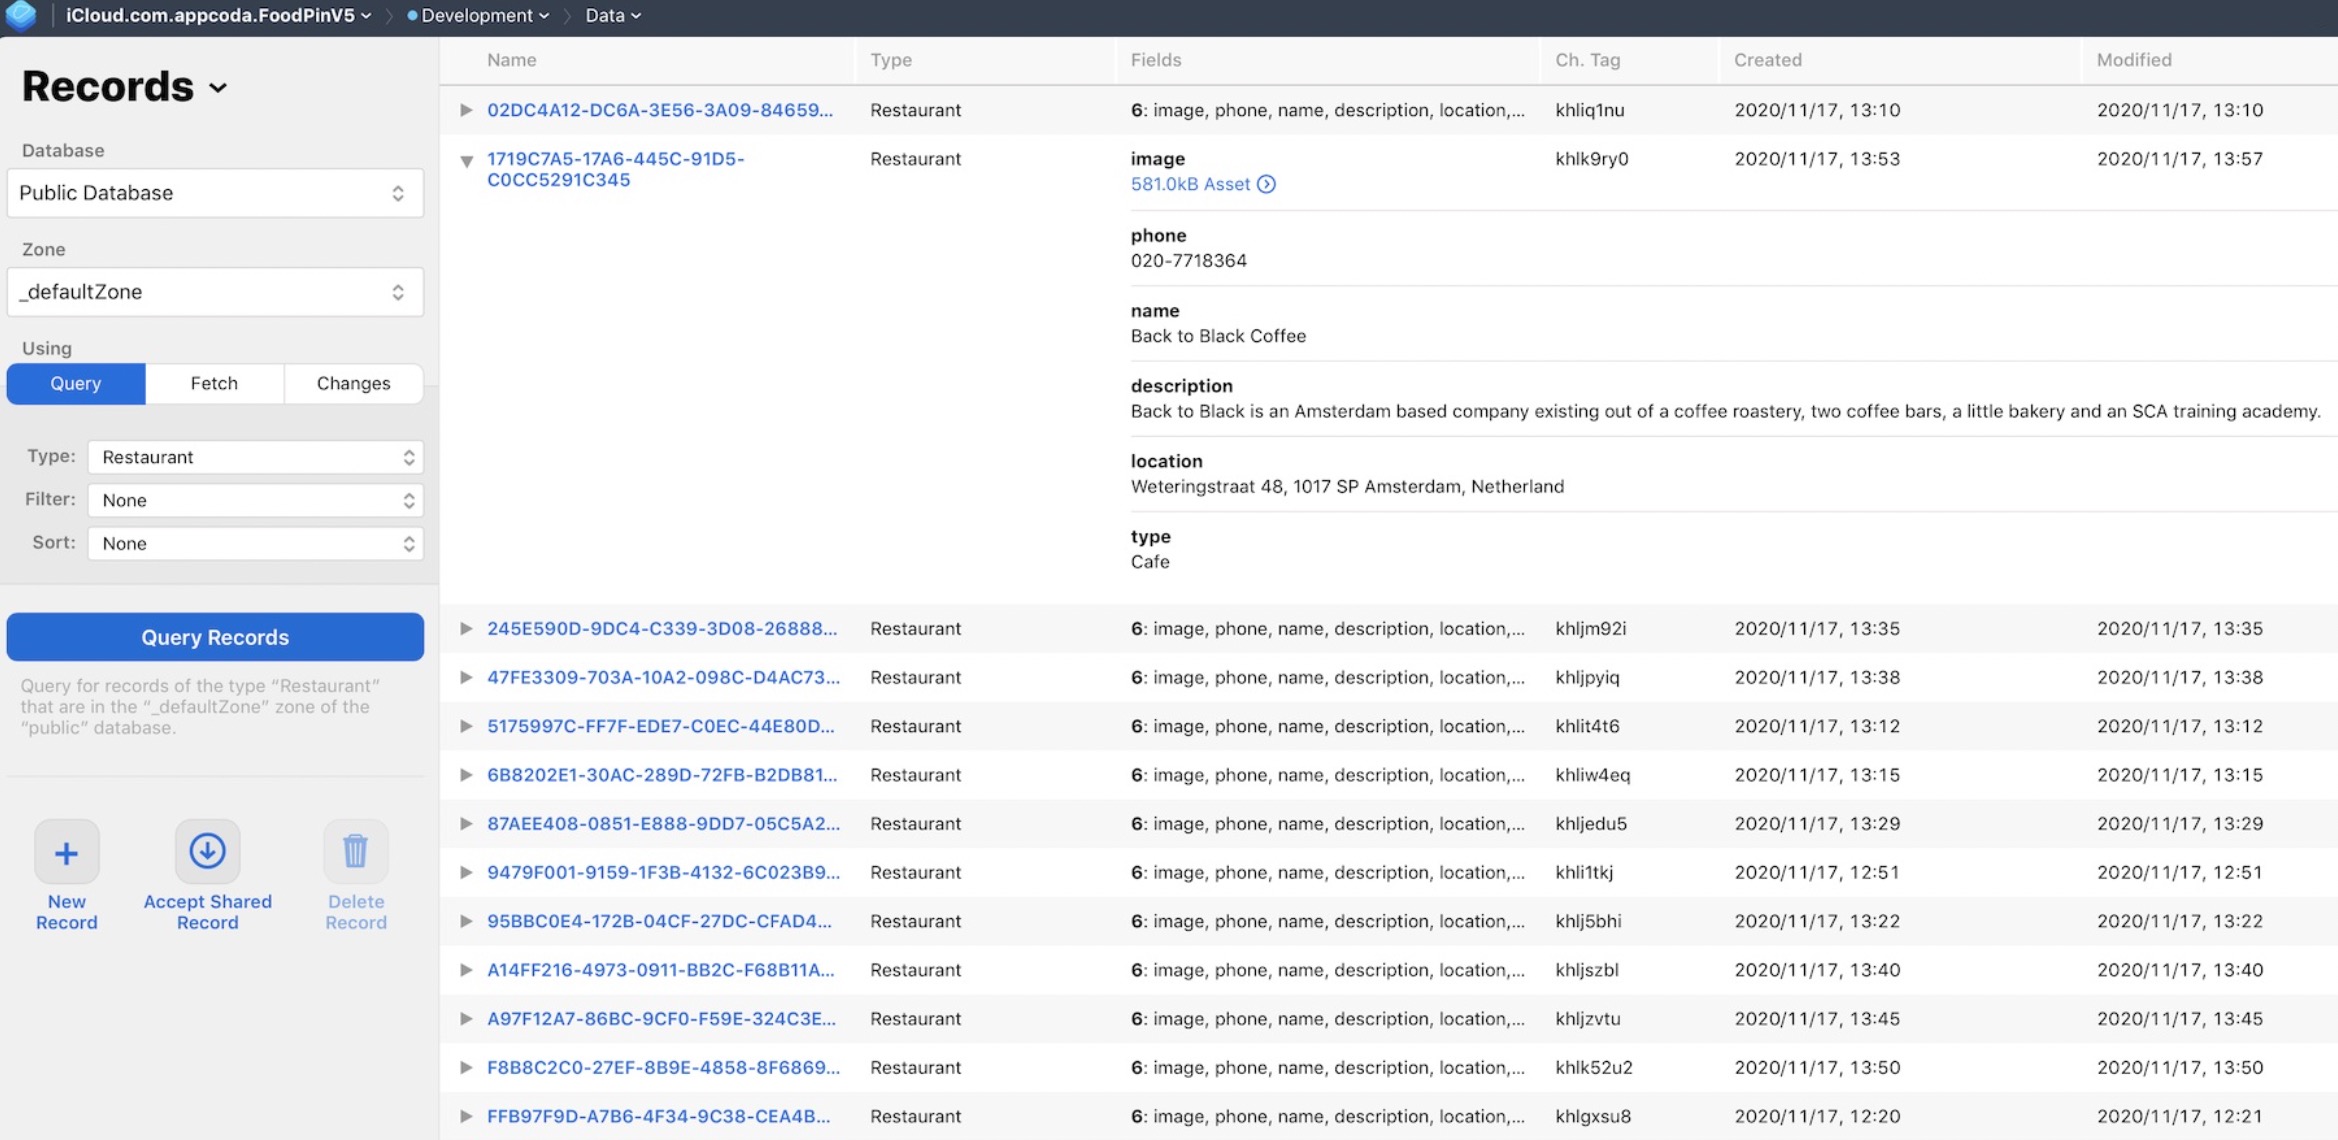 iCloud.com.appcoda.FoodPinV5 Development Data
Records
Database
Public Database
Zone
_defaultZone
Using
Query Fetch Changes
Type: Restaurant
Filter: None
Sort: None
Query Records
Query for records of the type “Restaurant”
that are in the “_defaultZone” zone of the
“public” database.
New Record
Accept Shared Record
Delete Record
Name Type Fields Ch. Tag Created Modified
02DC4A12-DC6A-3E56-3A09-84659... Restaurant 6: image, phone, name, description, location,... khliq1nu 2020/11/17, 13:10 2020/11/17, 13:10
1719C7A5-17A6-445C-91D5- Restaurant image khlk9ry0 2020/11/17, 13:53 2020/11/17, 13:57
C0CC5291C345 581.0kB Asset
phone
020-7718364
name
Back to Black Coffee
description
Back to Black is an Amsterdam based company existing out of a coffee roastery, two coffee bars, a little bakery and an SCA training academy.
location
Weteringstraat 48, 1017 SP Amsterdam, Netherland
type
Cafe
245E590D-9DC4-C339-3D08-26888... Restaurant 6: image, phone, name, description, location,... khljm92i 2020/11/17, 13:35 2020/11/17, 13:35
47FE3309-703A-10A2-098C-D4AC73... Restaurant 6: image, phone, name, description, location,... khljpyiq 2020/11/17, 13:38 2020/11/17, 13:38
5175997C-FF7F-EDE7-C0EC-44E80D... Restaurant 6: image, phone, name, description, location,... khlit4t6 2020/11/17, 13:12 2020/11/17, 13:12
6B8202E1-30AC-289D-72FB-B2DB81... Restaurant 6: image, phone, name, description, location,... khliw4eq 2020/11/17, 13:15 2020/11/17, 13:15
87AEE408-0851-E888-9DD7-05C5A2... Restaurant 6: image, phone, name, description, location,... khljedu5 2020/11/17, 13:29 2020/11/17, 13:29
9479F001-9159-1F3B-4132-6C023B9... Restaurant 6: image, phone, name, description, location,... khli1tkj 2020/11/17, 12:51 2020/11/17, 12:51
95BBC0E4-172B-04CF-27DC-CFAD4... Restaurant 6: image, phone, name, description, location,... khlj5bhi 2020/11/17, 13:22 2020/11/17, 13:22
A14FF216-4973-0911-BB2C-F68B11A... Restaurant 6: image, phone, name, description, location,... khljszbl 2020/11/17, 13:40 2020/11/17, 13:40
A97F12A7-86BC-9CF0-F59E-324C3E... Restaurant 6: image, phone, name, description, location,... khljzvtu 2020/11/17, 13:45 2020/11/17, 13:45
F8B8C2C0-27EF-8B9E-4858-8F6869... Restaurant 6: image, phone, name, description, location,... khlk52u2 2020/11/17, 13:50 2020/11/17, 13:50
FFB97F9D-A7B6-4F34-9C38-CEA4B... Restaurant 6: image, phone, name, description, location,... khlgxsu8 2020/11/17, 12:20 2020/11/17, 12:21